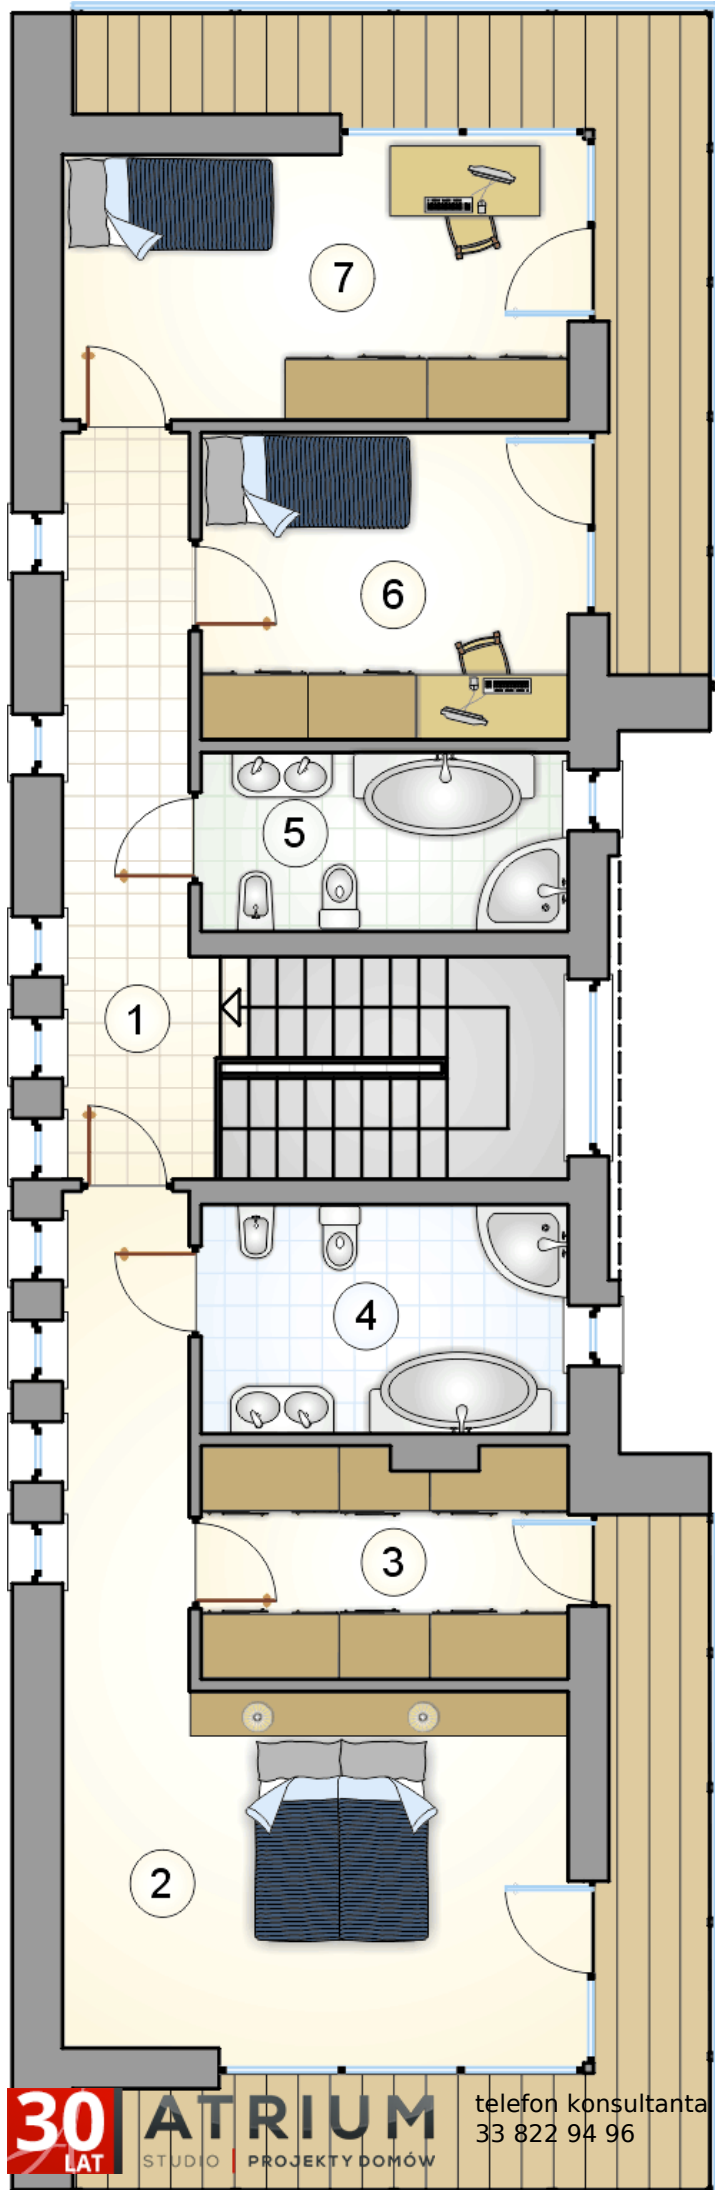 7
6
5
1
4
3
2
30
LAT
ATRIUM
STUDIO | PROJEKTY DOMÓW
telefon konsultanta
33 822 94 96